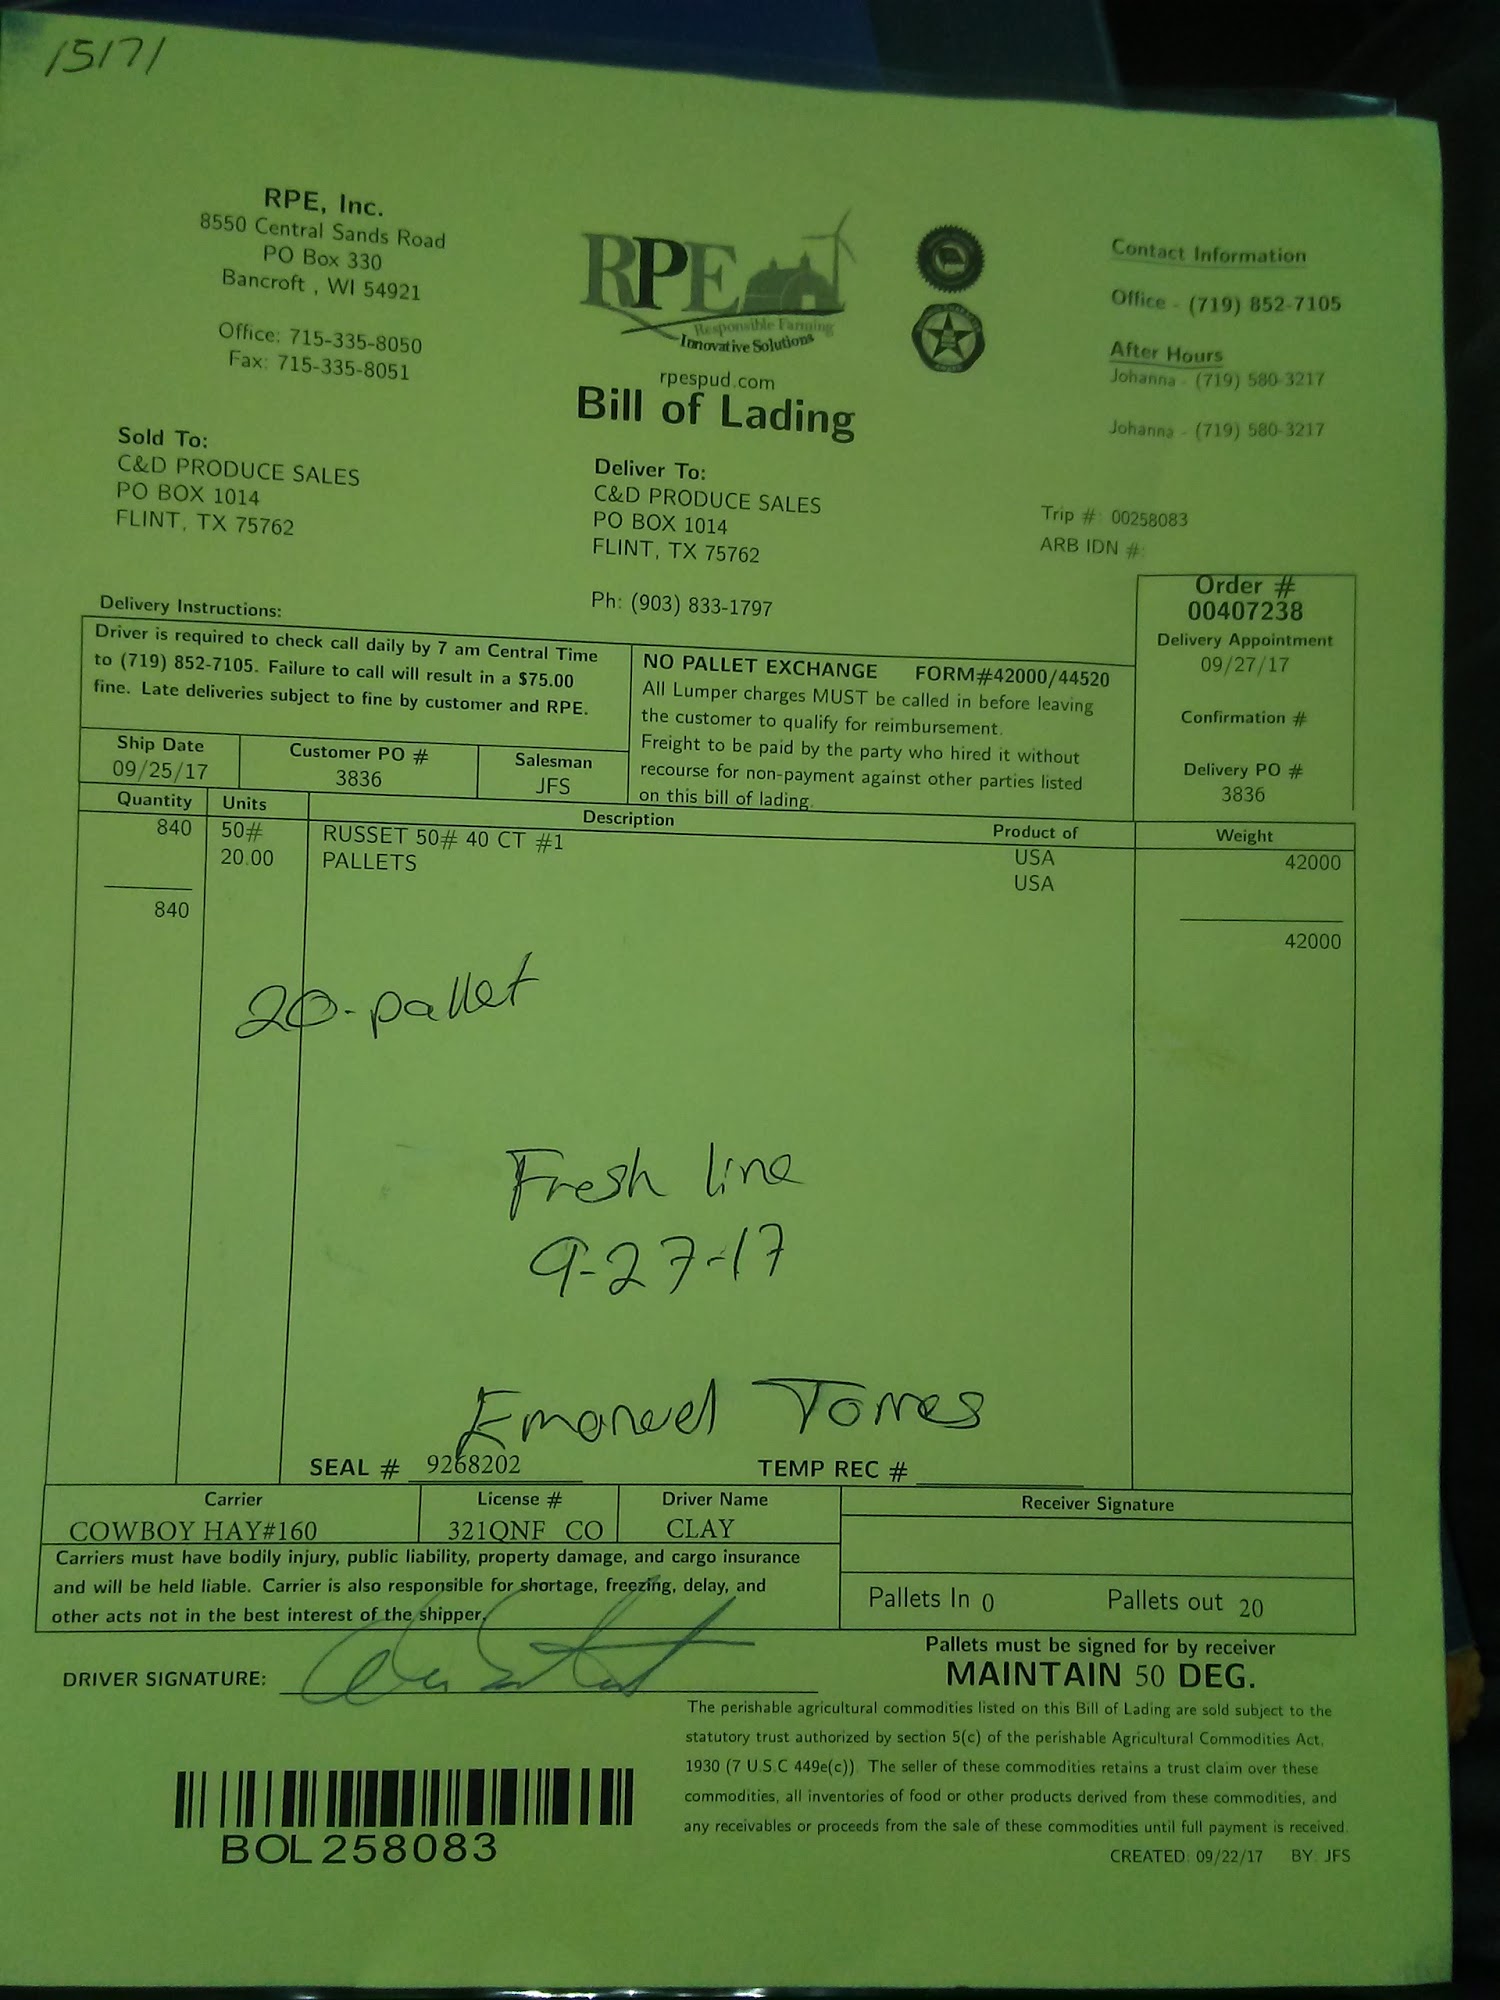 15171
RPE, Inc.
8550 Central Sands Road
PO Box 330
Bancroft , WI 54921
Office: 715-335-8050
Fax: 715-335-8051
RPE
Responsible Farming
Innovative Solutions
rpespud.com
Bill of Lading
Contact Information
Office - (719) 852-7105
After Hours
Johanna - (719) 580-3217
Johanna - (719) 580-3217
Sold To:
C&D PRODUCE SALES
PO BOX 1014
FLINT, TX 75762
Deliver To:
C&D PRODUCE SALES
PO BOX 1014
FLINT, TX 75762
Ph: (903) 833-1797
Trip # 00258083
ARB IDN #:
Order #
00407238
Delivery Appointment
09/27/17
Confirmation #
Delivery PO #
3836
Delivery Instructions:
Driver is required to check call daily by 7 am Central Time
to (719) 852-7105. Failure to call will result in a $75.00
fine. Late deliveries subject to fine by customer and RPE.
NO PALLET EXCHANGE FORM#42000/44520
All Lumper charges MUST be called in before leaving
the customer to qualify for reimbursement.
Freight to be paid by the party who hired it without
recourse for non-payment against other parties listed
on this bill of lading.
Ship Date
09/25/17
Customer PO #
3836
Salesman
JFS
Quantity Units Description Product of Weight
840 50# RUSSET 50# 40 CT #1 USA 42000
20.00 PALLETS USA
840 42000
20-pallet
Fresh line
9-27-17
Emanuel Torres
SEAL # 9268202 TEMP REC #
Carrier
COWBOY HAY#160
License #
321QNF CO
Driver Name
CLAY
Receiver Signature
Carriers must have bodily injury, public liability, property damage, and cargo insurance
and will be held liable. Carrier is also responsible for shortage, freezing, delay, and
other acts not in the best interest of the shipper.
Pallets In 0 Pallets out 20
Pallets must be signed for by receiver
MAINTAIN 50 DEG.
DRIVER SIGNATURE:
The perishable agricultural commodities listed on this Bill of Lading are sold subject to the
statutory trust authorized by section 5(c) of the perishable Agricultural Commodities Act,
1930 (7 U.S.C 449e(c)) The seller of these commodities retains a trust claim over these
commodities, all inventories of food or other products derived from these commodities, and
any receivables or proceeds from the sale of these commodities until full payment is received.
CREATED: 09/22/17 BY: JFS
BOL258083